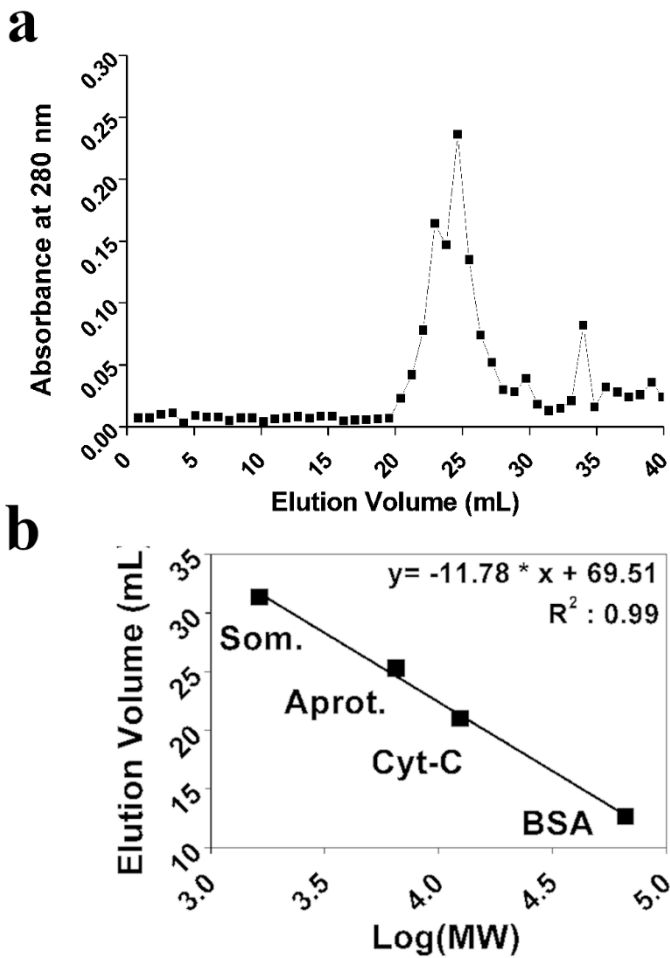 a
0.30
0.25
0.20
0.15
0.10
0.05
0.00
Absorbance at 280 nm
0 5 10 15 20 25 30 35 40
Elution Volume (mL)
b
Elution Volume (mL)
35
30
25
20
15
10
y= -11.78 * x + 69.51
R² : 0.99
Som.
Aprot.
Cyt-C
BSA
3.0 3.5 4.0 4.5 5.0
Log(MW)